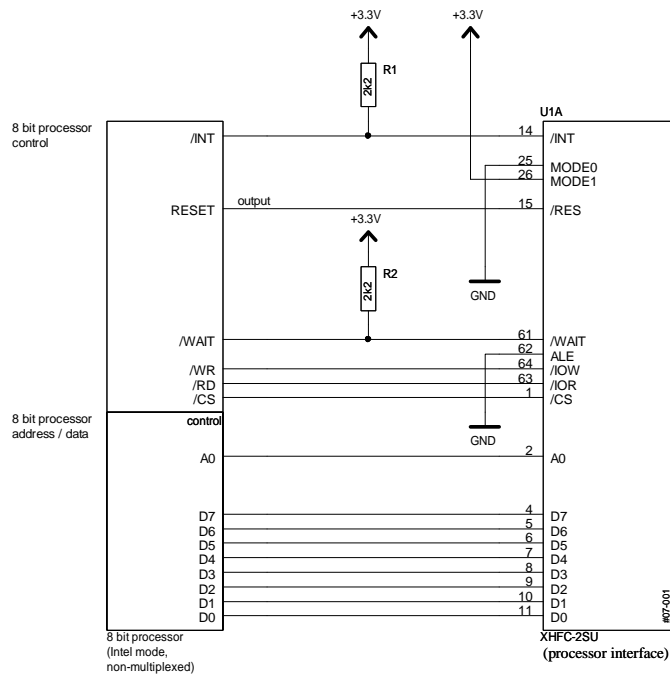 +3.3V +3.3V
R1
2k2
U1A
8 bit processor
control
/INT 14 /INT
25 MODE0
26 MODE1
RESET output 15 /RES
+3.3V
R2
2k2
GND
/WAIT 61 /WAIT
62 ALE
/WR 64 /IOW
/RD 63 /IOR
/CS 1 /CS
8 bit processor
address / data
control
GND
A0 2 A0
D7 4 D7
D6 5 D6
D5 6 D5
D4 7 D4
D3 8 D3
D2 9 D2
D1 10 D1
D0 11 D0
#07-001
8 bit processor
(Intel mode,
non-multiplexed)
XHFC-2SU
(processor interface)